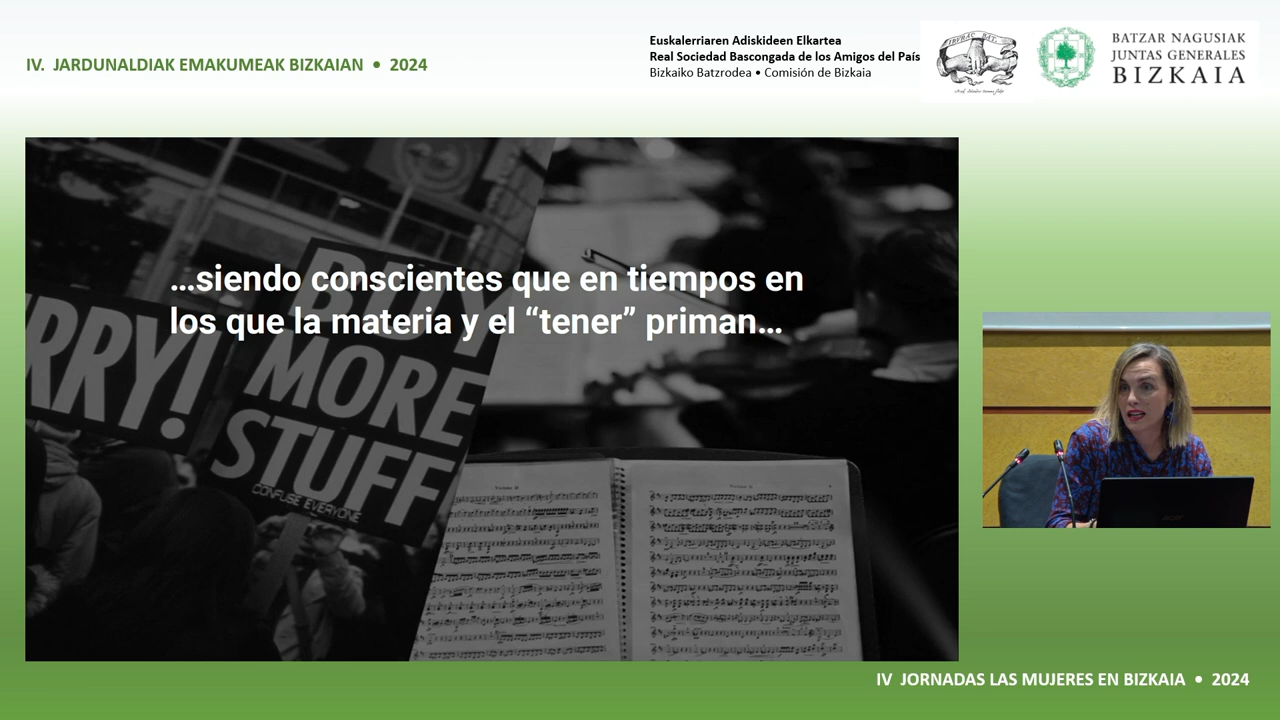 IV. JARDUNALDIAK EMAKUMEAK BIZKAIAN • 2024
Euskalerriaren Adiskideen Elkartea
Real Sociedad Bascongada de los Amigos del País
Bizkaiko Batzrodea • Comisión de Bizkaia
IRURAC BAT
BATZAR NAGUSIAK
JUNTAS GENERALES
BIZKAIA
...siendo conscientes que en tiempos en
los que la materia y el “tener” priman...
RRY!
BUY
MORE
STUFF
CONFUSE EVERYONE
IV JORNADAS LAS MUJERES EN BIZKAIA • 2024